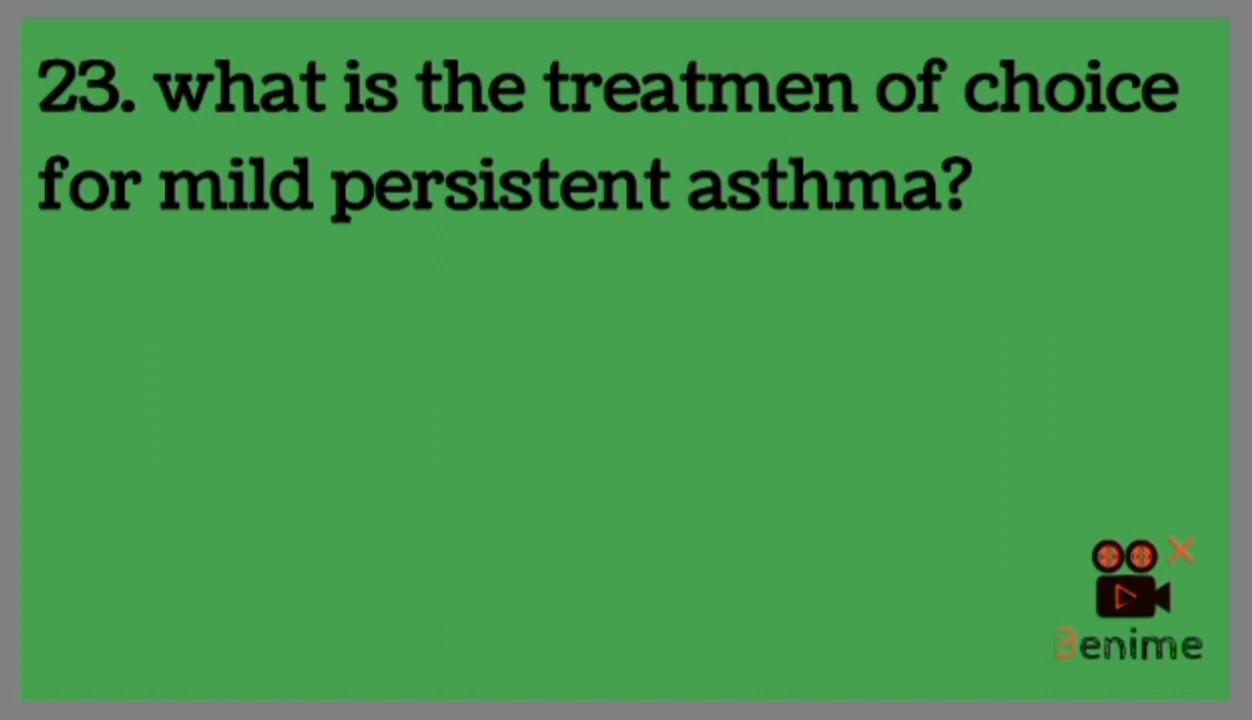 23. what is the treatmen of choice
for mild persistent asthma?
Benime